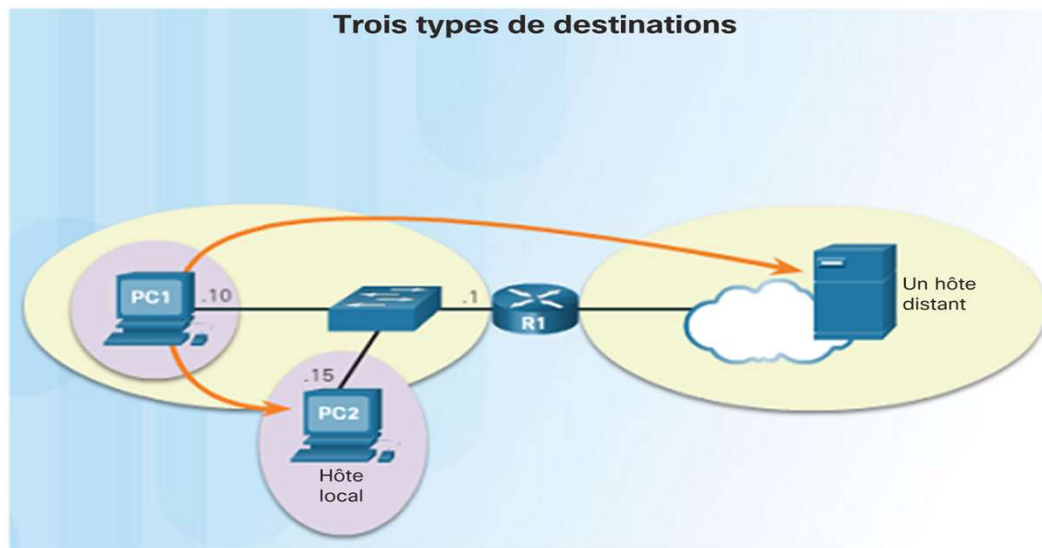 Trois types de destinations
PC1
.10
.1
R1
Un hôte
distant
.15
PC2
Hôte
local